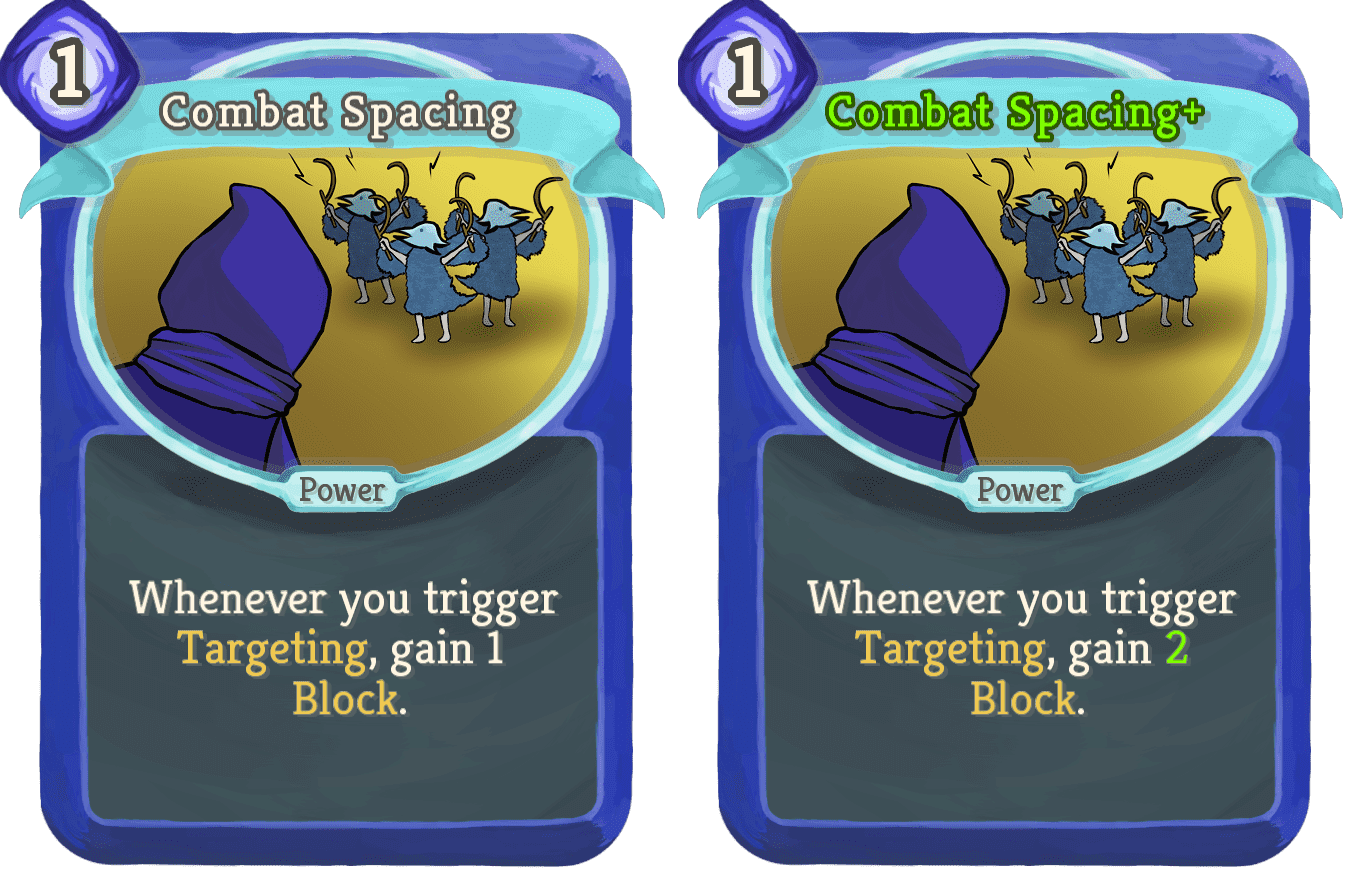 1
Combat Spacing
Power
Whenever you trigger
Targeting, gain 1
Block.
1
Combat Spacing+
Power
Whenever you trigger
Targeting, gain 2
Block.